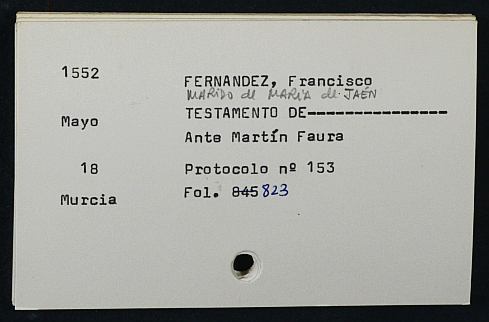 1552
FERNANDEZ, Francisco
MARIDO de MARIA de JAÉN
Mayo
TESTAMENTO DE----------------
Ante Martín Faura
18
Protocolo nº 153
Murcia
Fol. 845 823